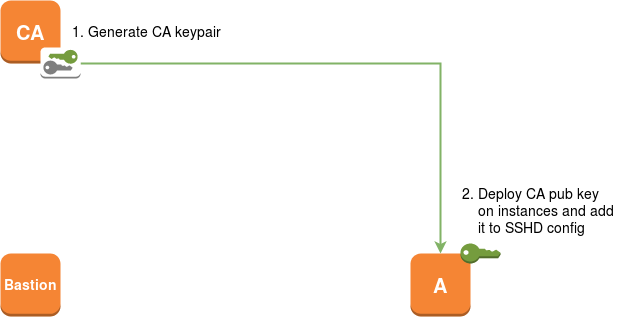 CA
1. Generate CA keypair
2. Deploy CA pub key
on instances and add
it to SSHD config
Bastion
A